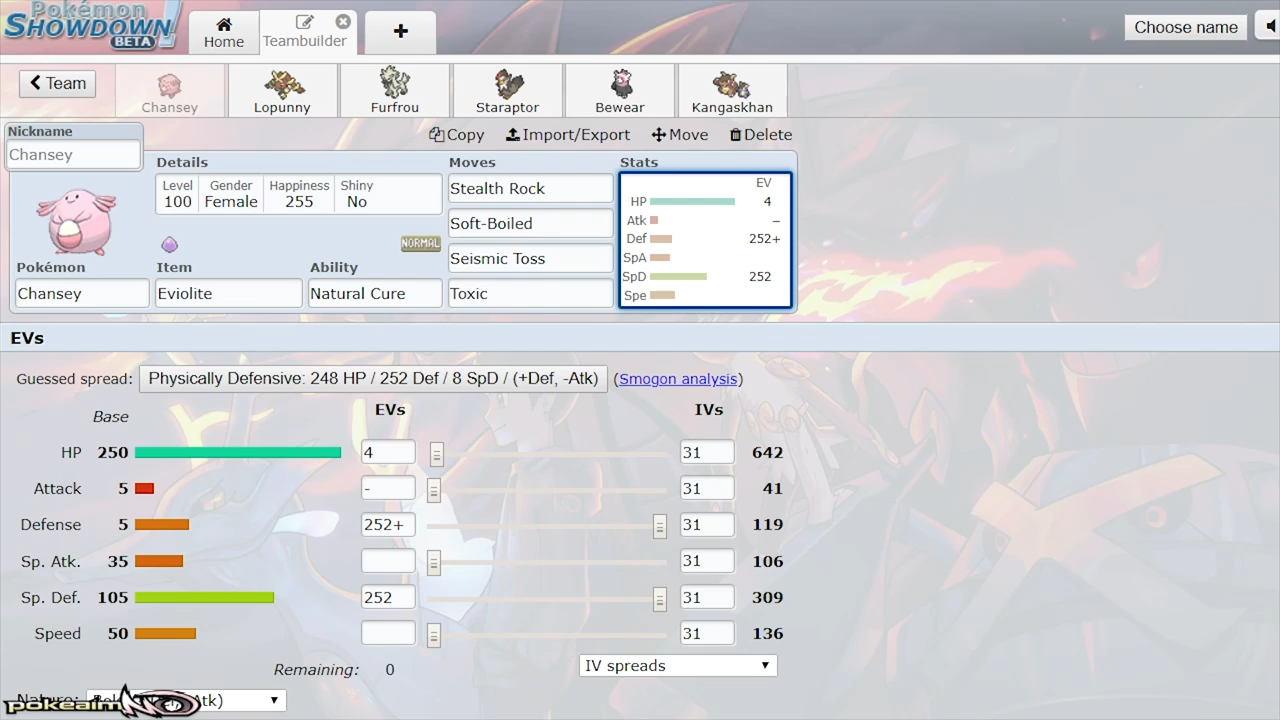 Pokémon
SHOWDOWN!
BETA
Home
Teambuilder
+
Choose name
Team
Chansey
Lopunny
Furfrou
Staraptor
Bewear
Kangaskhan
Copy
Import/Export
Move
Delete
Nickname
Chansey
Details
Level
100
Gender
Female
Happiness
255
Shiny
No
NORMAL
Pokémon
Chansey
Item
Eviolite
Ability
Natural Cure
Moves
Stealth Rock
Soft-Boiled
Seismic Toss
Toxic
Stats
EV
HP 4
Atk –
Def 252+
SpA
SpD 252
Spe
EVs
Guessed spread: Physically Defensive: 248 HP / 252 Def / 8 SpD / (+Def, -Atk) (Smogon analysis)
Base EVs IVs
HP 250 4 31 642
Attack 5 - 31 41
Defense 5 252+ 31 119
Sp. Atk. 35 31 106
Sp. Def. 105 252 31 309
Speed 50 31 136
Remaining: 0
IV spreads
Nature: Atk)
pokeaimMD